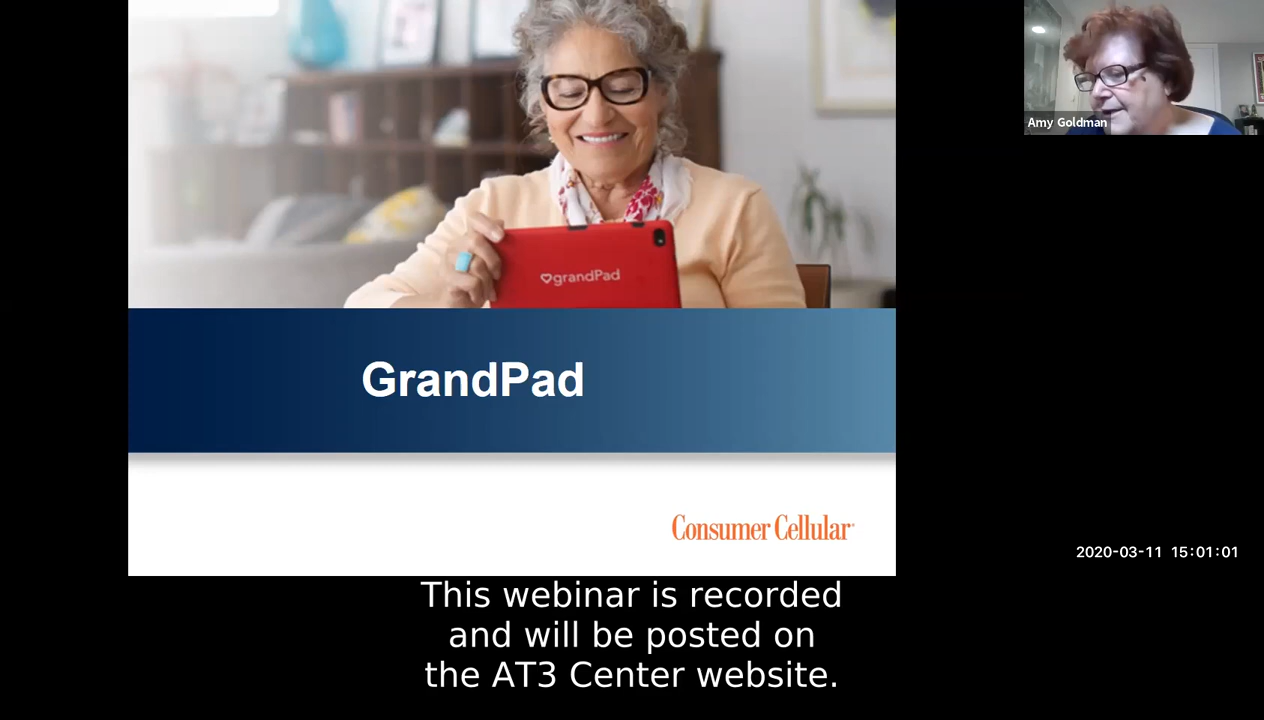 Amy Goldman
grandPad
GrandPad
Consumer Cellular
2020-03-11 15:01:01
This webinar is recorded
and will be posted on
the AT3 Center website.